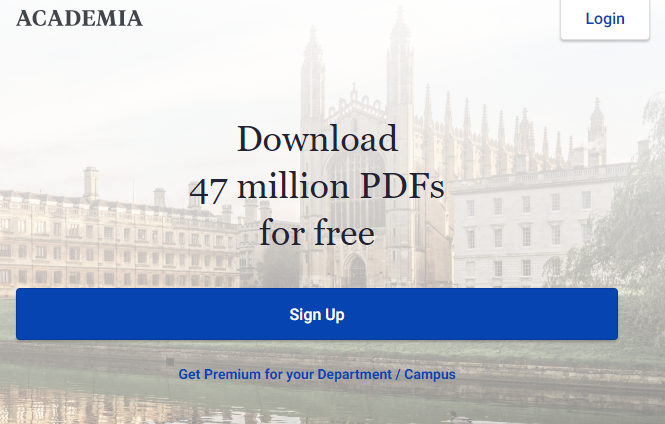 ACADEMIA
Login
Download
47 million PDFs
for free
Sign Up
Get Premium for your Department / Campus